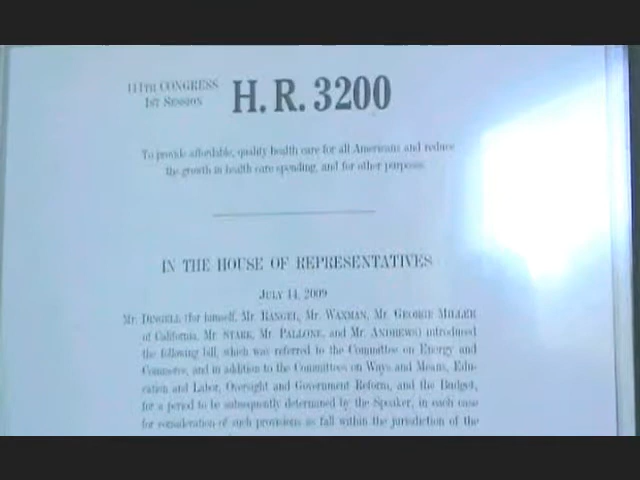 111TH CONGRESS
1ST SESSION
H. R. 3200
To provide affordable, quality health care for all Americans and reduce
the growth in health care spending, and for other purposes.
IN THE HOUSE OF REPRESENTATIVES
JULY 14, 2009
Mr. DINGELL (for himself, Mr. RANGEL, Mr. WAXMAN, Mr. GEORGE MILLER
of California, Mr. STARK, Mr. PALLONE, and Mr. ANDREWS) introduced
the following bill; which was referred to the Committee on Energy and
Commerce, and in addition to the Committees on Ways and Means, Edu-
cation and Labor, Oversight and Government Reform, and the Budget,
for a period to be subsequently determined by the Speaker, in each case
for consideration of such provisions as fall within the jurisdiction of the